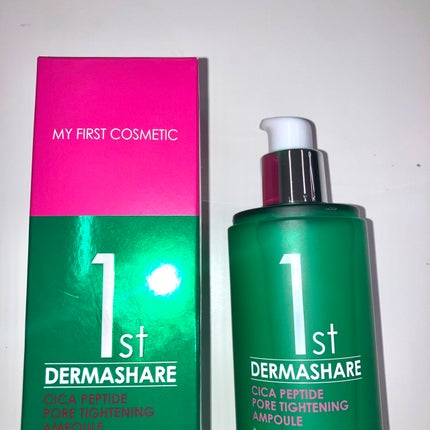 MY FIRST COSMETIC
1st
DERMASHARE
CICA PEPTIDE
PORE TIGHTENING
AMPOULE
1st
DERMASHARE
CICA PEPTIDE
PORE TIGHTENING
AMPOULE